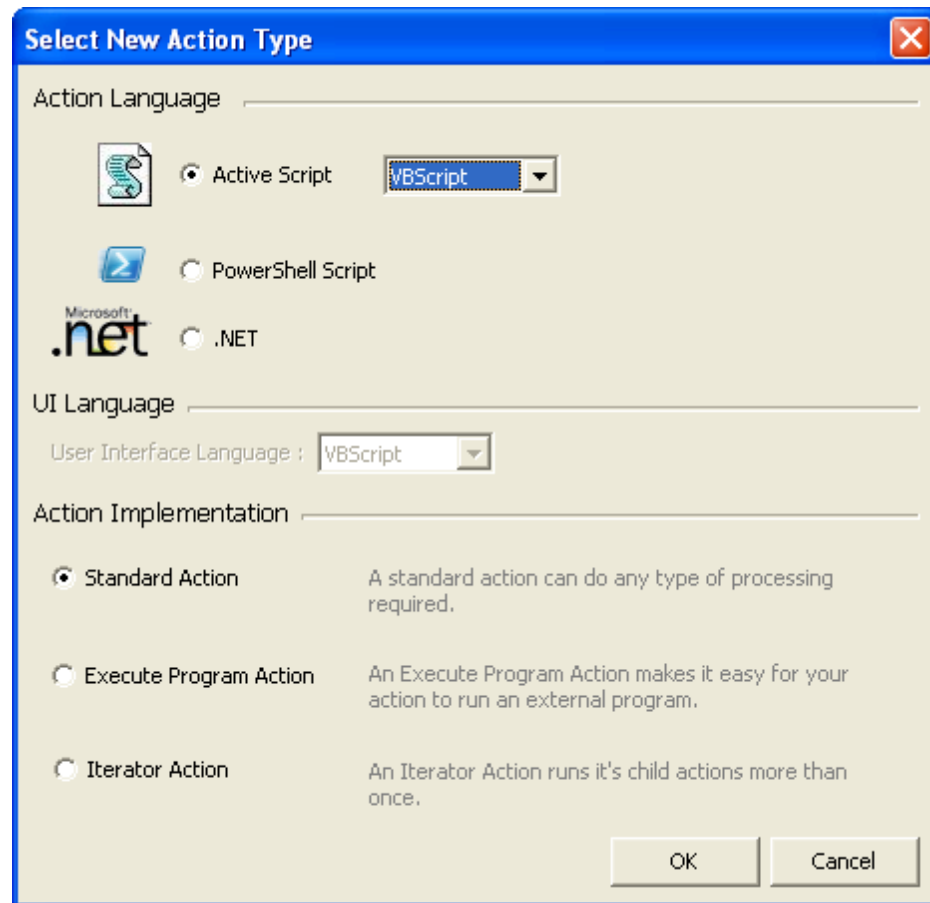 Select New Action Type
Action Language
Active Script
VBScript
PowerShell Script
Microsoft
.net
.NET
UI Language
User Interface Language :
VBScript
Action Implementation
Standard Action
A standard action can do any type of processing
required.
Execute Program Action
An Execute Program Action makes it easy for your
action to run an external program.
Iterator Action
An Iterator Action runs it's child actions more than
once.
OK
Cancel